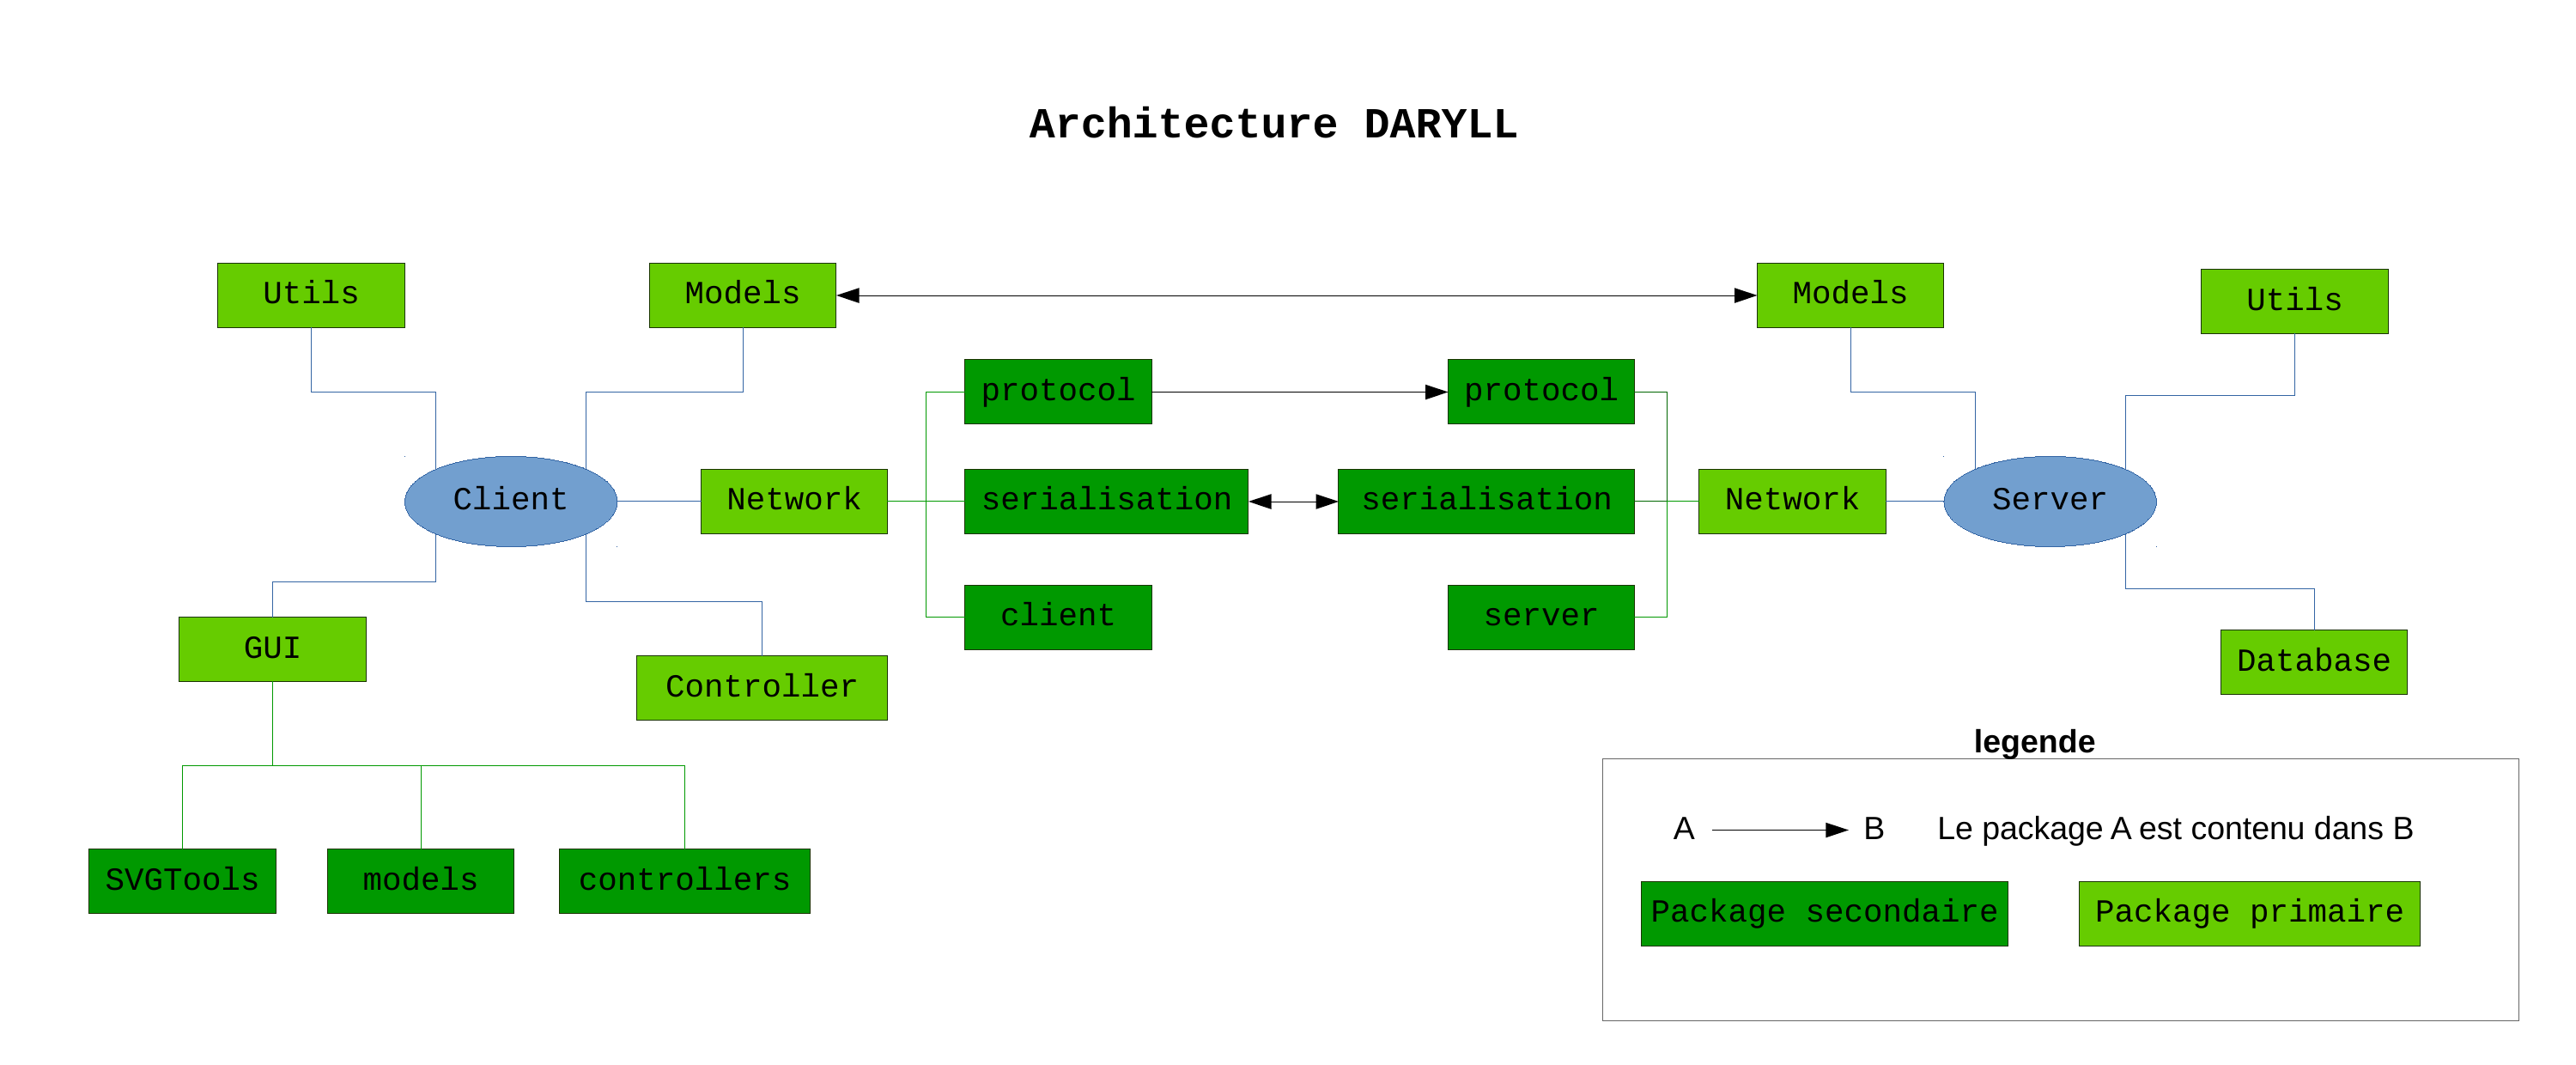 Architecture DARYLL
Utils
Models
Models
Utils
protocol
protocol
Client
Network
serialisation
serialisation
Network
Server
client
server
GUI
Controller
Database
SVGTools
models
controllers
legende
A B Le package A est contenu dans B
Package secondaire
Package primaire